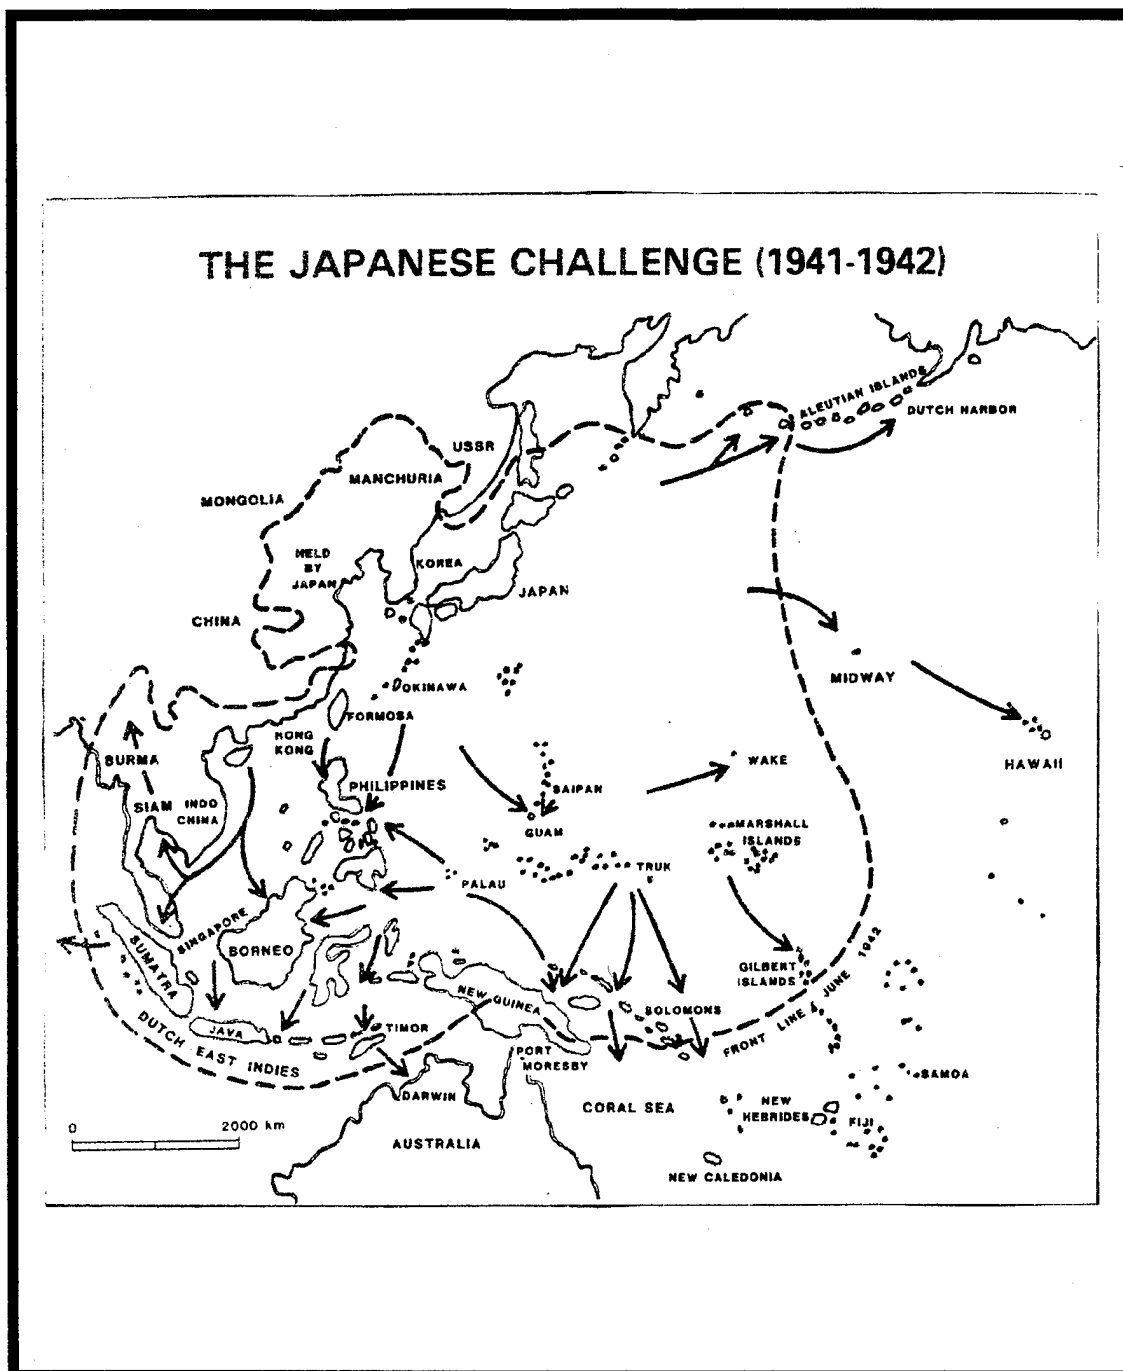 THE JAPANESE CHALLENGE (1941-1942)
ALEUTIAN ISLANDS
DUTCH HARBOR
USSR
MANCHURIA
MONGOLIA
HELD
BY
JAPAN
KOREA
JAPAN
CHINA
OKINAWA
MIDWAY
FORMOSA
HONG
KONG
BURMA
WAKE
HAWAII
PHILIPPINES
SAIPAN
SIAM
INDO
CHINA
GUAM
MARSHALL
ISLANDS
TRUK
PALAU
SINGAPORE
SUMATRA
BORNEO
GILBERT
ISLANDS
NEW GUINEA
SOLOMONS
FRONT LINE 4 JUNE 1942
JAVA
TIMOR
DUTCH EAST INDIES
PORT
MORESBY
SAMOA
DARWIN
CORAL SEA
NEW
HEBRIDES
FIJI
0 2000 km
AUSTRALIA
NEW CALEDONIA